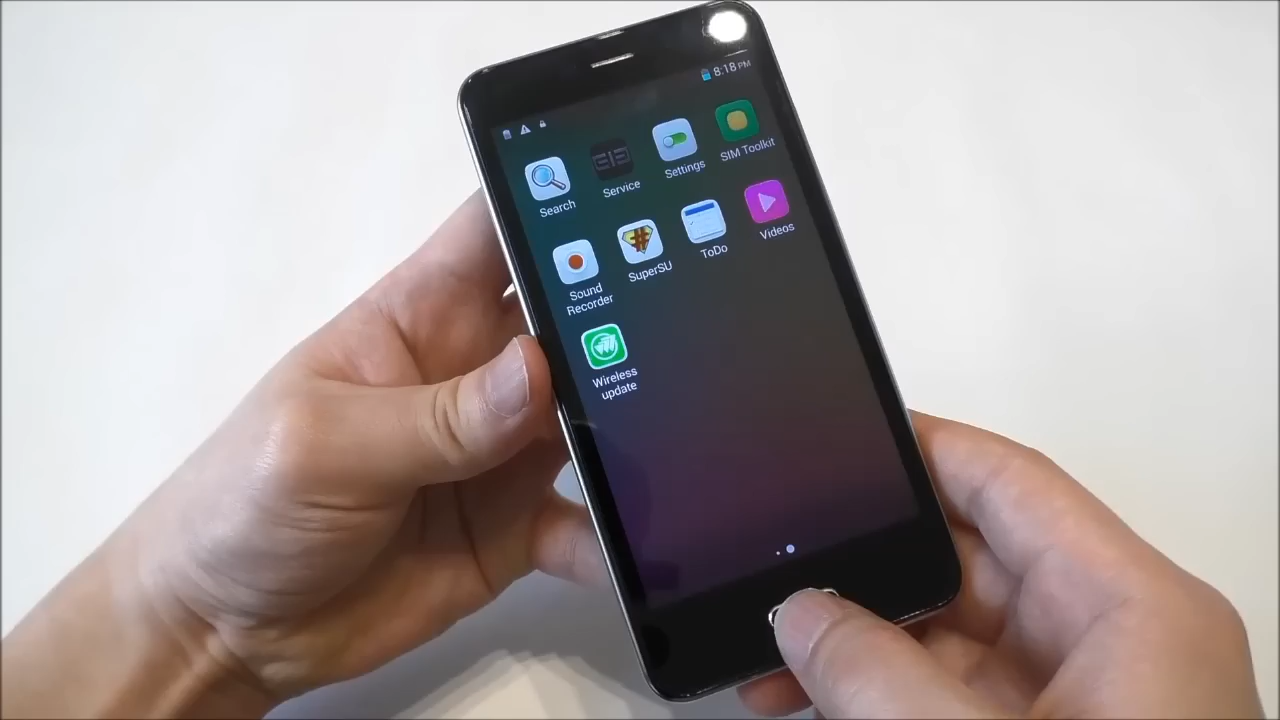 8:18 PM
Search
Service
Settings
SIM Toolkit
Sound
Recorder
SuperSU
ToDo
Videos
Wireless
update